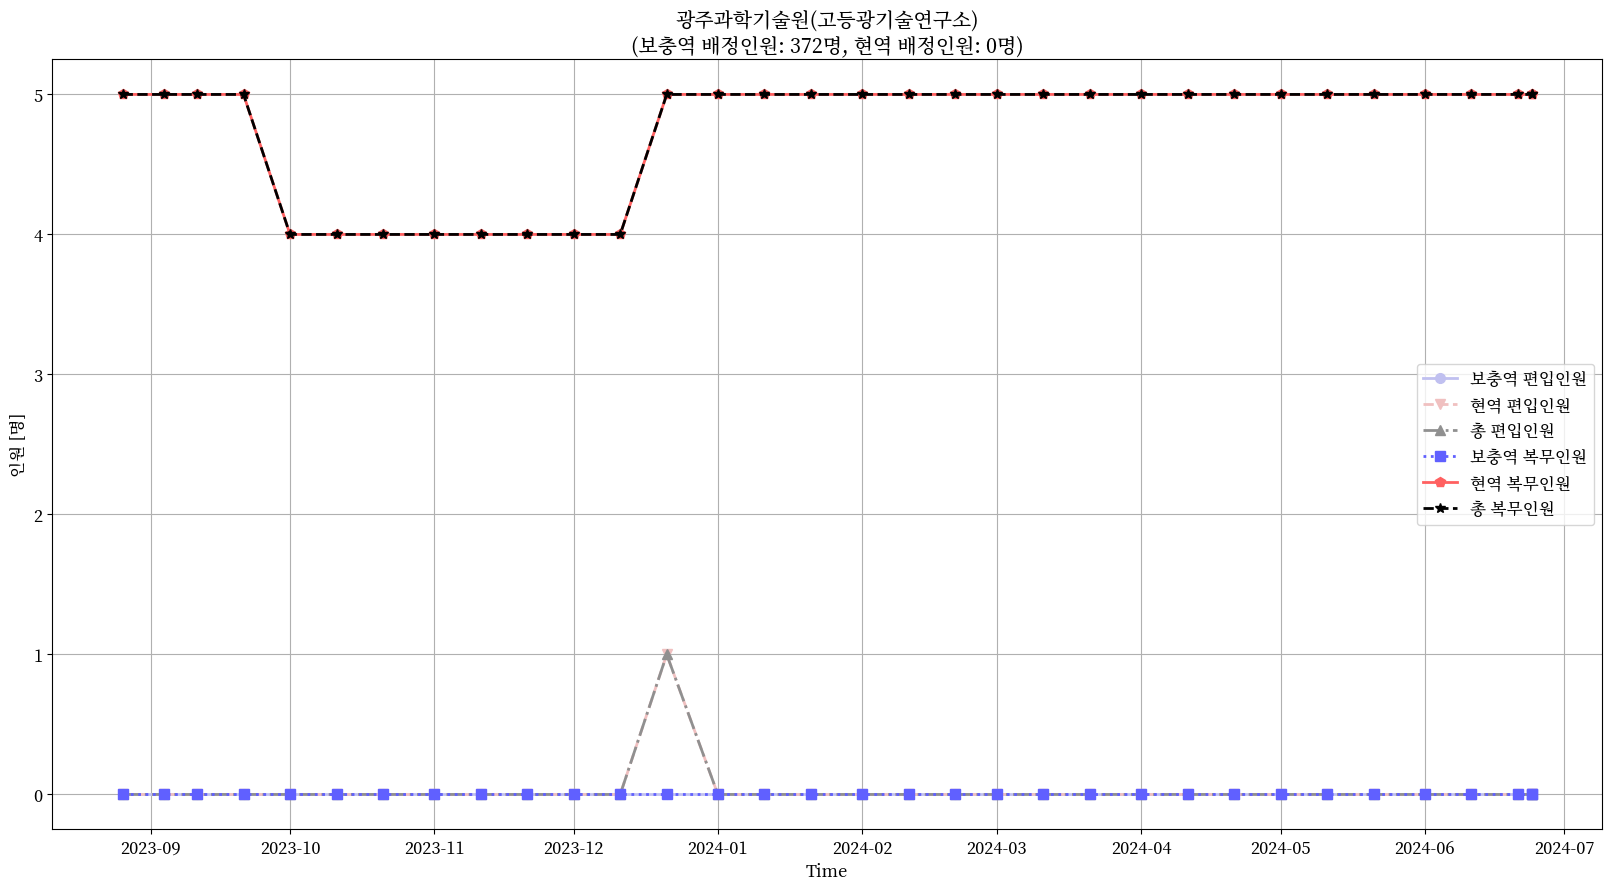 광주과학기술원(고등광기술연구소)
(보충역 배정인원: 372명, 현역 배정인원: 0명)
인원 [명]
5
4
3
2
1
0
보충역 편입인원
현역 편입인원
총 편입인원
보충역 복무인원
현역 복무인원
총 복무인원
2023-09 2023-10 2023-11 2023-12 2024-01 2024-02 2024-03 2024-04 2024-05 2024-06 2024-07
Time